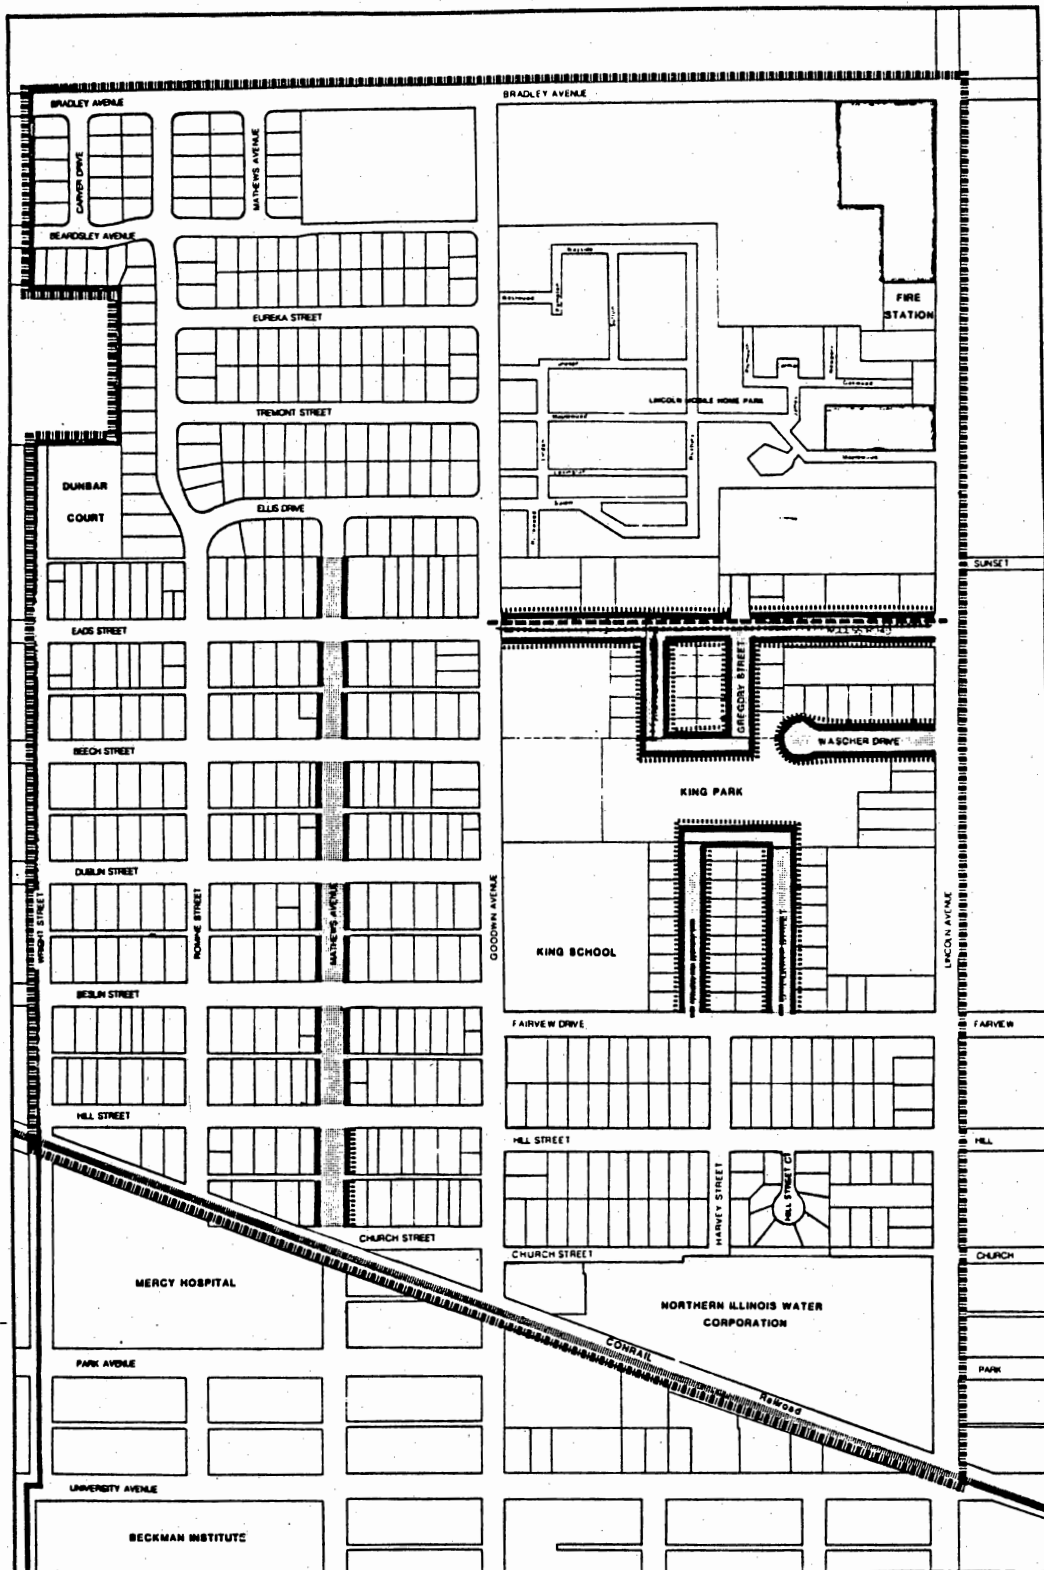 BRADLEY AVENUE
BRADLEY AVENUE
CARVER DRIVE
MATHEWS AVENUE
BEARDSLEY AVENUE
EUREKA STREET
FIRE
STATION
TREMONT STREET
LINCOLN MOBILE HOME PARK
DUNBAR
COURT
ELLIS DRIVE
SUNSET
EADS STREET
GREGORY STREET
WASCHER DRIVE
BEECH STREET
KING PARK
DUBLIN STREET
WRIGHT STREET
ROMINE STREET
MATHEWS AVENUE
GOODWIN AVENUE
LINCOLN AVENUE
KING SCHOOL
BESLIN STREET
FAIRVIEW DRIVE
FARVIEW
HILL STREET
HILL STREET
HILL
HARVEY STREET
HILL STREET CT
CHURCH STREET
CHURCH STREET
CHURCH
MERCY HOSPITAL
NORTHERN ILLINOIS WATER
CORPORATION
CONRAIL
Railroad
PARK AVENUE
PARK
UNIVERSITY AVENUE
BECKMAN INSTITUTE